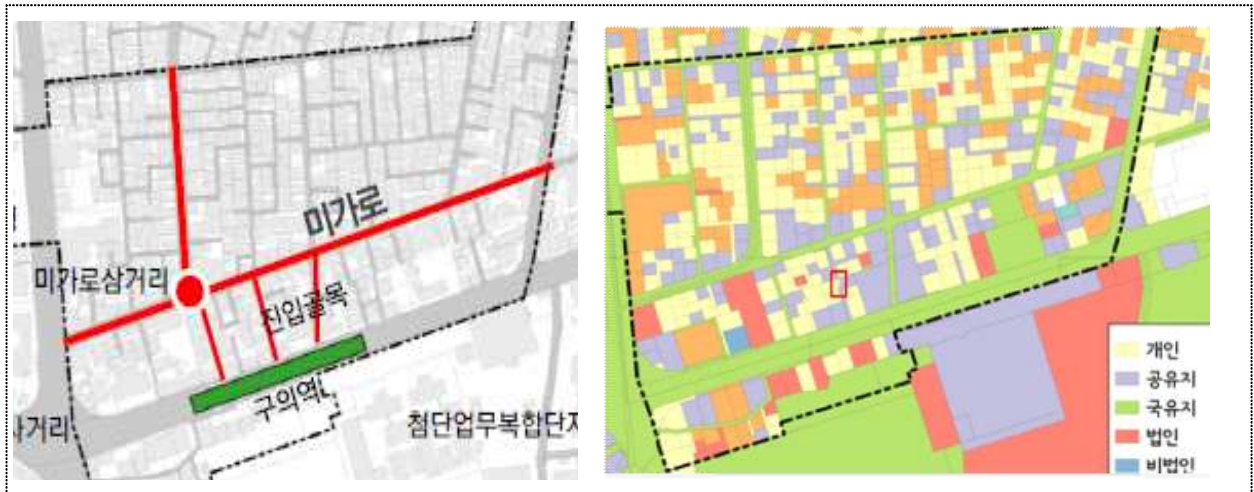 미가로
미가로삼거리
진입골목
구의역
사거리
첨단업무복합단지
개인
공유지
국유지
법인
비법인